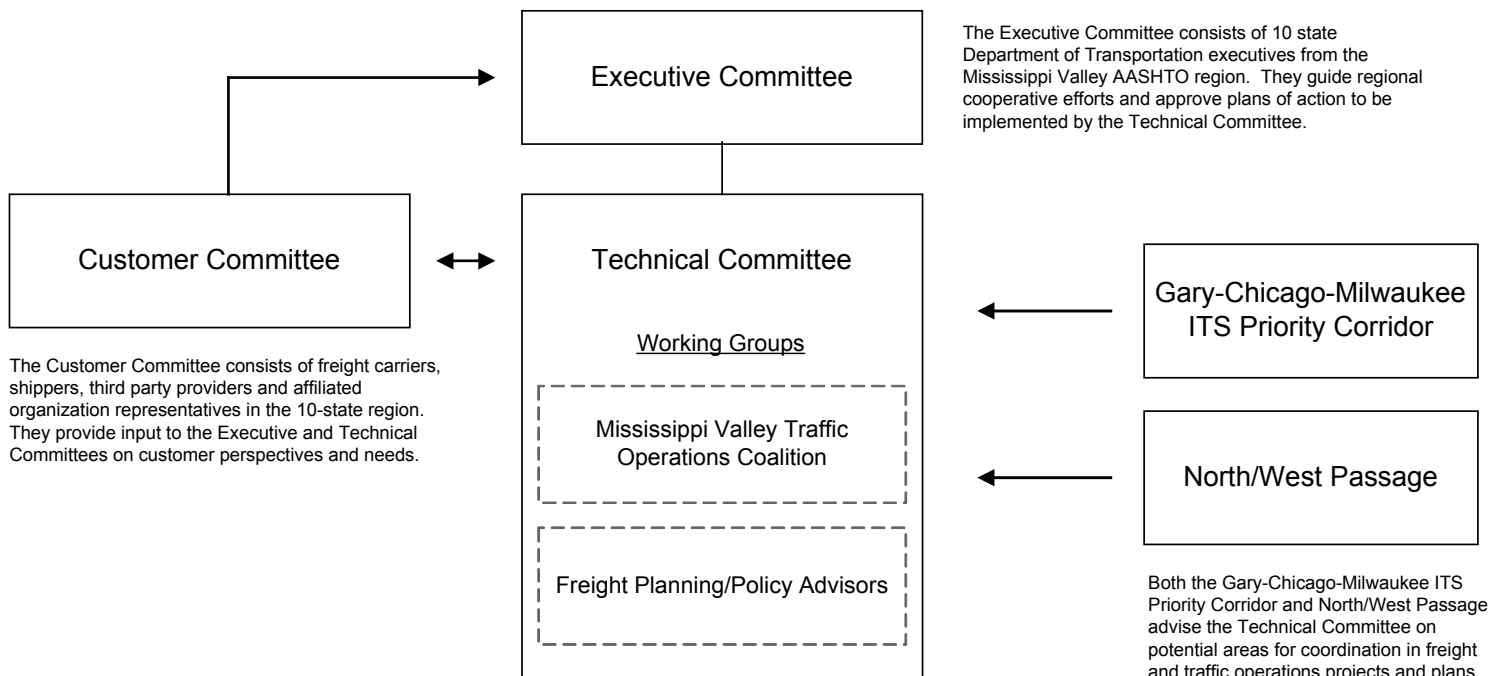 Executive Committee
The Executive Committee consists of 10 state
Department of Transportation executives from the
Mississippi Valley AASHTO region.  They guide regional
cooperative efforts and approve plans of action to be
implemented by the Technical Committee.
Customer Committee
The Customer Committee consists of freight carriers,
shippers, third party providers and affiliated
organization representatives in the 10-state region.
They provide input to the Executive and Technical
Committees on customer perspectives and needs.
Technical Committee
Working Groups
Mississippi Valley Traffic
Operations Coalition
Freight Planning/Policy Advisors
Gary-Chicago-Milwaukee
ITS Priority Corridor
North/West Passage
Both the Gary-Chicago-Milwaukee ITS
Priority Corridor and North/West Passage
advise the Technical Committee on
potential areas for coordination in freight
and traffic operations projects and plans